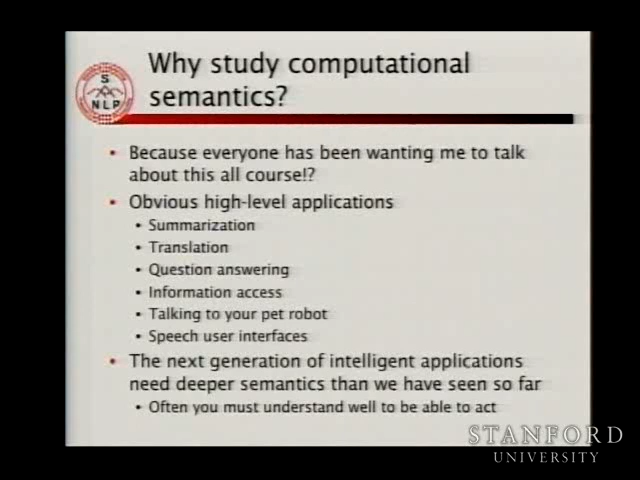 Why study computational
semantics?
S
NLP
• Because everyone has been wanting me to talk
about this all course!?
• Obvious high-level applications
• Summarization
• Translation
• Question answering
• Information access
• Talking to your pet robot
• Speech user interfaces
• The next generation of intelligent applications
need deeper semantics than we have seen so far
• Often you must understand well to be able to act
STANFORD
UNIVERSITY